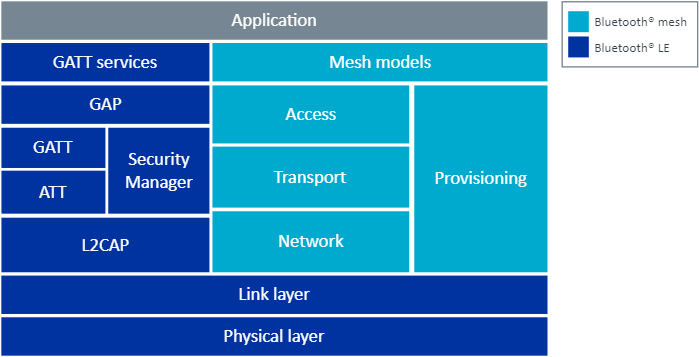 Application
Bluetooth® mesh
Bluetooth® LE
GATT services
Mesh models
GAP
Access
Provisioning
GATT
Security
Manager
ATT
Transport
L2CAP
Network
Link layer
Physical layer